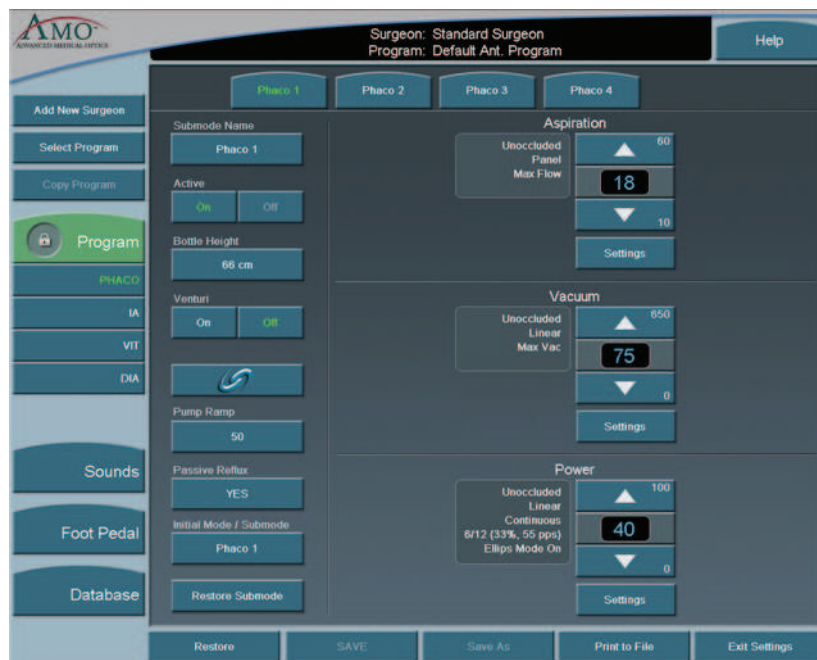 AMO
ADVANCED MEDICAL OPTICS
Surgeon: Standard Surgeon
Program: Default Ant. Program
Help
Add New Surgeon
Select Program
Copy Program
Program
PHACO
IA
VIT
DIA
Sounds
Foot Pedal
Database
Phaco 1
Phaco 2
Phaco 3
Phaco 4
Submode Name
Phaco 1
Active
On Off
Bottle Height
66 cm
Venturi
On Off
Pump Ramp
50
Passive Reflux
YES
Initial Mode / Submode
Phaco 1
Restore Submode
Aspiration
Unoccluded
Panel
Max Flow
60
18
10
Settings
Vacuum
Unoccluded
Linear
Max Vac
650
75
0
Settings
Power
Unoccluded
Linear
Continuous
6/12 (33%, 55 pps)
Ellips Mode On
100
40
0
Settings
Restore
SAVE
Save As
Print to File
Exit Settings